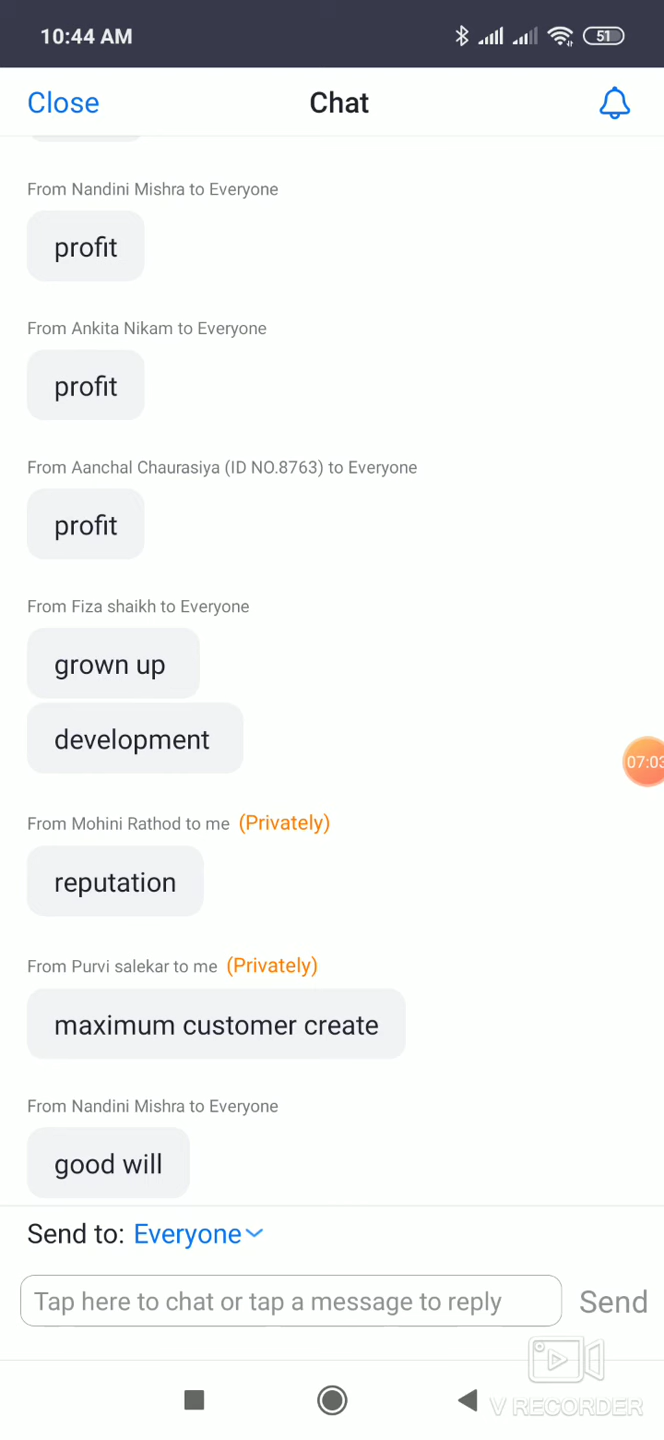 10:44 AM
51
Close
Chat
From Nandini Mishra to Everyone
profit
From Ankita Nikam to Everyone
profit
From Aanchal Chaurasiya (ID NO.8763) to Everyone
profit
From Fiza shaikh to Everyone
grown up
development
07:03
From Mohini Rathod to me (Privately)
reputation
From Purvi salekar to me (Privately)
maximum customer create
From Nandini Mishra to Everyone
good will
Send to: Everyone
Tap here to chat or tap a message to reply
Send
V RECORDER